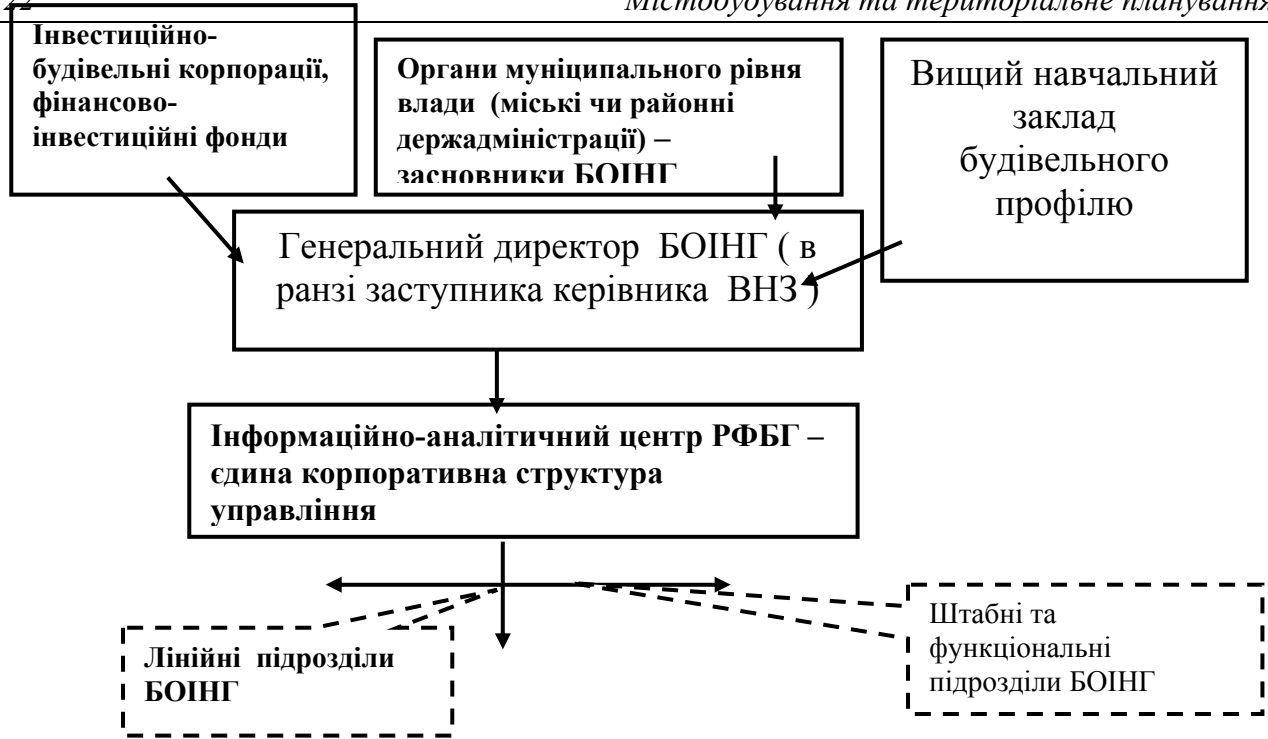 22 Містобудування та територіальне планування
Інвестиційно-
будівельні корпорації,
фінансово-
інвестиційні фонди
Органи муніципального рівня
влади (міські чи районні
держадміністрації) –
засновники БОІНГ
Вищий навчальний
заклад
будівельного
профілю
Генеральний директор БОІНГ ( в
ранзі заступника керівника ВНЗ )
Інформаційно-аналітичний центр РФБГ –
єдина корпоративна структура
управління
Лінійні підрозділи
БОІНГ
Штабні та
функціональні
підрозділи БОІНГ